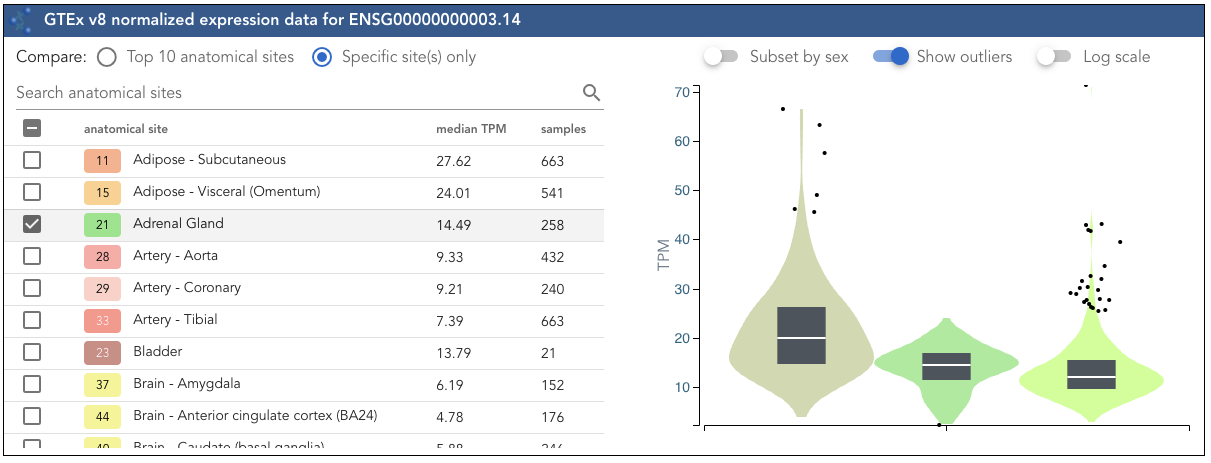 GTEx v8 normalized expression data for ENSG00000000003.14
Compare: Top 10 anatomical sites Specific site(s) only
Subset by sex Show outliers Log scale
Search anatomical sites
anatomical site median TPM samples
11 Adipose - Subcutaneous 27.62 663
15 Adipose - Visceral (Omentum) 24.01 541
21 Adrenal Gland 14.49 258
28 Artery - Aorta 9.33 432
29 Artery - Coronary 9.21 240
33 Artery - Tibial 7.39 663
23 Bladder 13.79 21
37 Brain - Amygdala 6.19 152
44 Brain - Anterior cingulate cortex (BA24) 4.78 176
Brain - Caudate (basal ganglia)
70
60
50
40
30
20
10
TPM